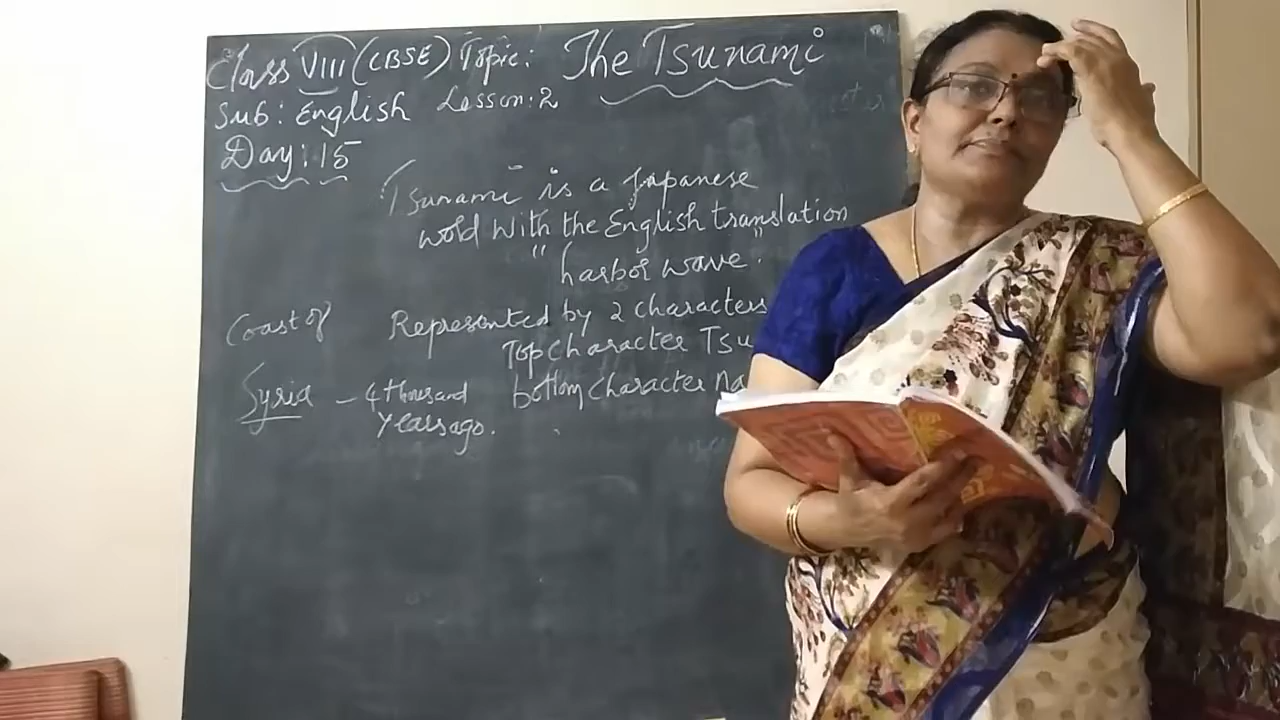 Class VIII (CBSE) Topic: The Tsunami
Sub: English Lesson: 2
Day: 15
"Tsunami" is a Japanese
word With the English translation
"harbor wave".
Coast of Represented by 2 characters
Top Character Tsu
Syria - 4 thousand bottom Character Na
years ago.